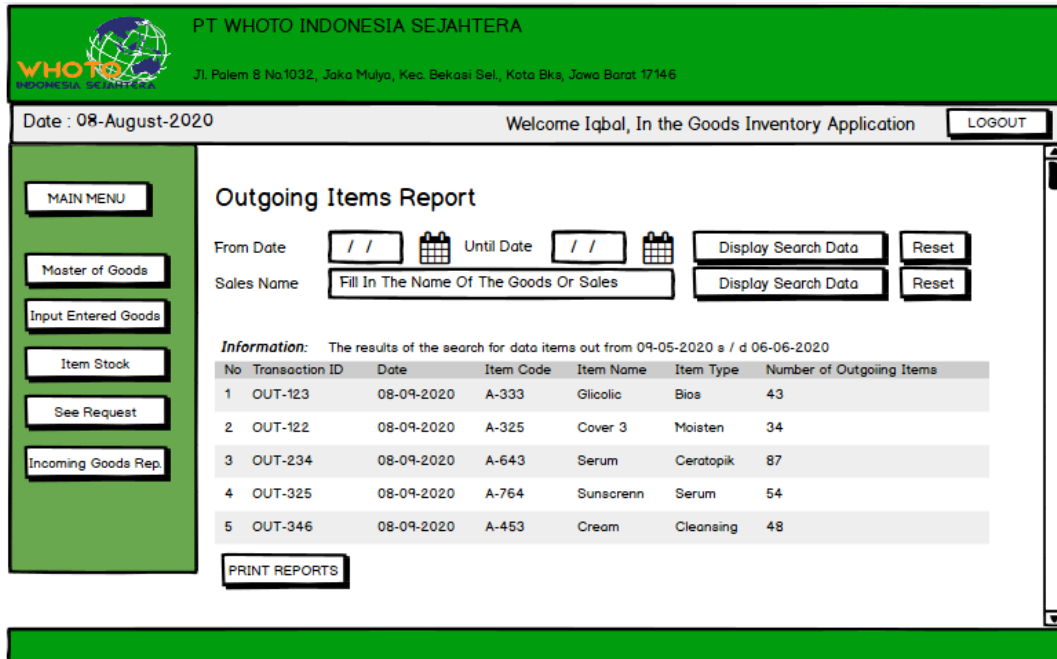 PT WHOTO INDONESIA SEJAHTERA
WHOTO
INDONESIA SEJAHTERA
Jl. Palem 8 No.1032, Jaka Mulya, Kec. Bekasi Sel., Kota Bks, Jawa Barat 17146
Date : 08-August-2020 Welcome Iqbal, In the Goods Inventory Application LOGOUT
MAIN MENU
Master of Goods
Input Entered Goods
Item Stock
See Request
Incoming Goods Rep.
Outgoing Items Report
From Date / / Until Date / / Display Search Data Reset
Sales Name Fill In The Name Of The Goods Or Sales Display Search Data Reset
Information: The results of the search for data items out from 09-05-2020 s / d 06-06-2020
No Transaction ID Date Item Code Item Name Item Type Number of Outgoiing Items
1 OUT-123 08-09-2020 A-333 Glicolic Bios 43
2 OUT-122 08-09-2020 A-325 Cover 3 Moisten 34
3 OUT-234 08-09-2020 A-643 Serum Ceratopik 87
4 OUT-325 08-09-2020 A-764 Sunscrenn Serum 54
5 OUT-346 08-09-2020 A-453 Cream Cleansing 48
PRINT REPORTS